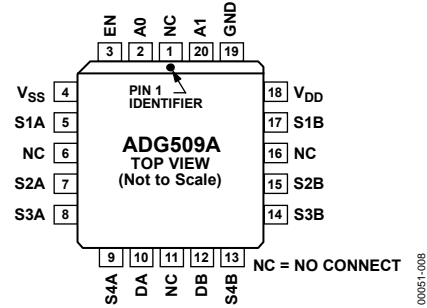 EN A0 NC A1 GND
3 2 1 20 19
VSS 4
PIN 1
IDENTIFIER
18 VDD
S1A 5
17 S1B
ADG509A
NC 6
16 NC
TOP VIEW
(Not to Scale)
S2A 7
15 S2B
S3A 8
14 S3B
9 10 11 12 13
S4A DA NC DB S4B
NC = NO CONNECT
00051-008